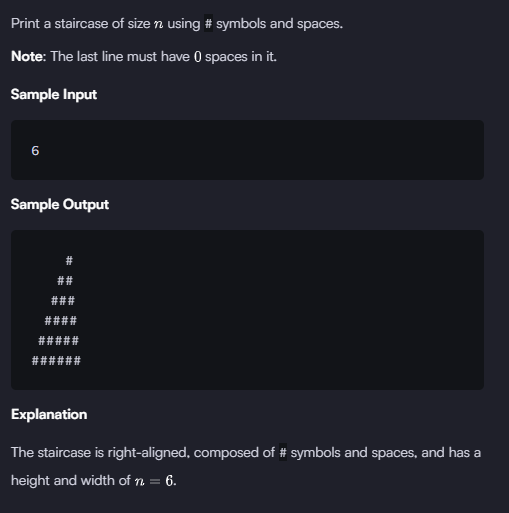 Print a staircase of size n using # symbols and spaces.
Note: The last line must have 0 spaces in it.
Sample Input
6
Sample Output
     #
    ##
   ###
  ####
 #####
######
Explanation
The staircase is right-aligned, composed of # symbols and spaces, and has a
height and width of n = 6.